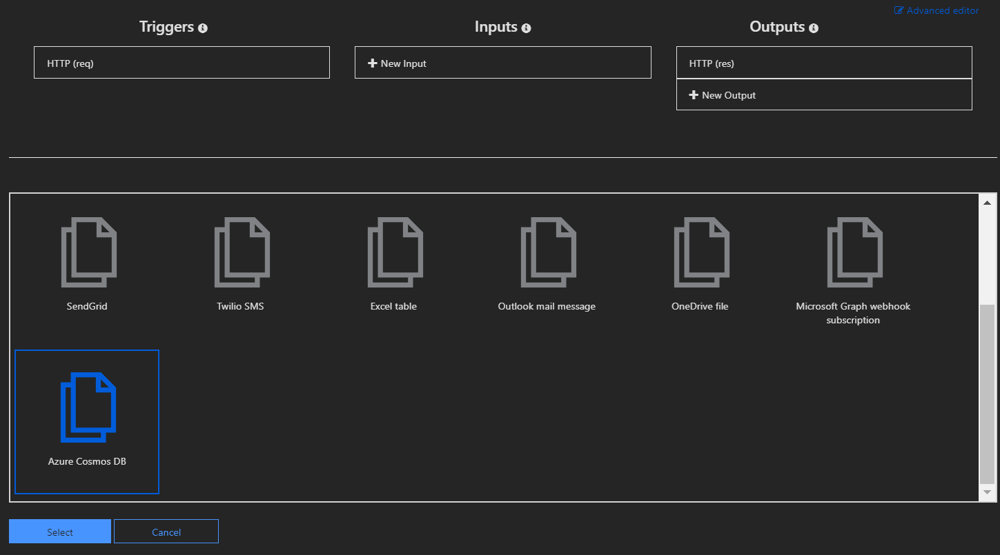 Advanced editor
Triggers
Inputs
Outputs
HTTP (req)
New Input
HTTP (res)
New Output
SendGrid
Twilio SMS
Excel table
Outlook mail message
OneDrive file
Microsoft Graph webhook
subscription
Azure Cosmos DB
Select
Cancel